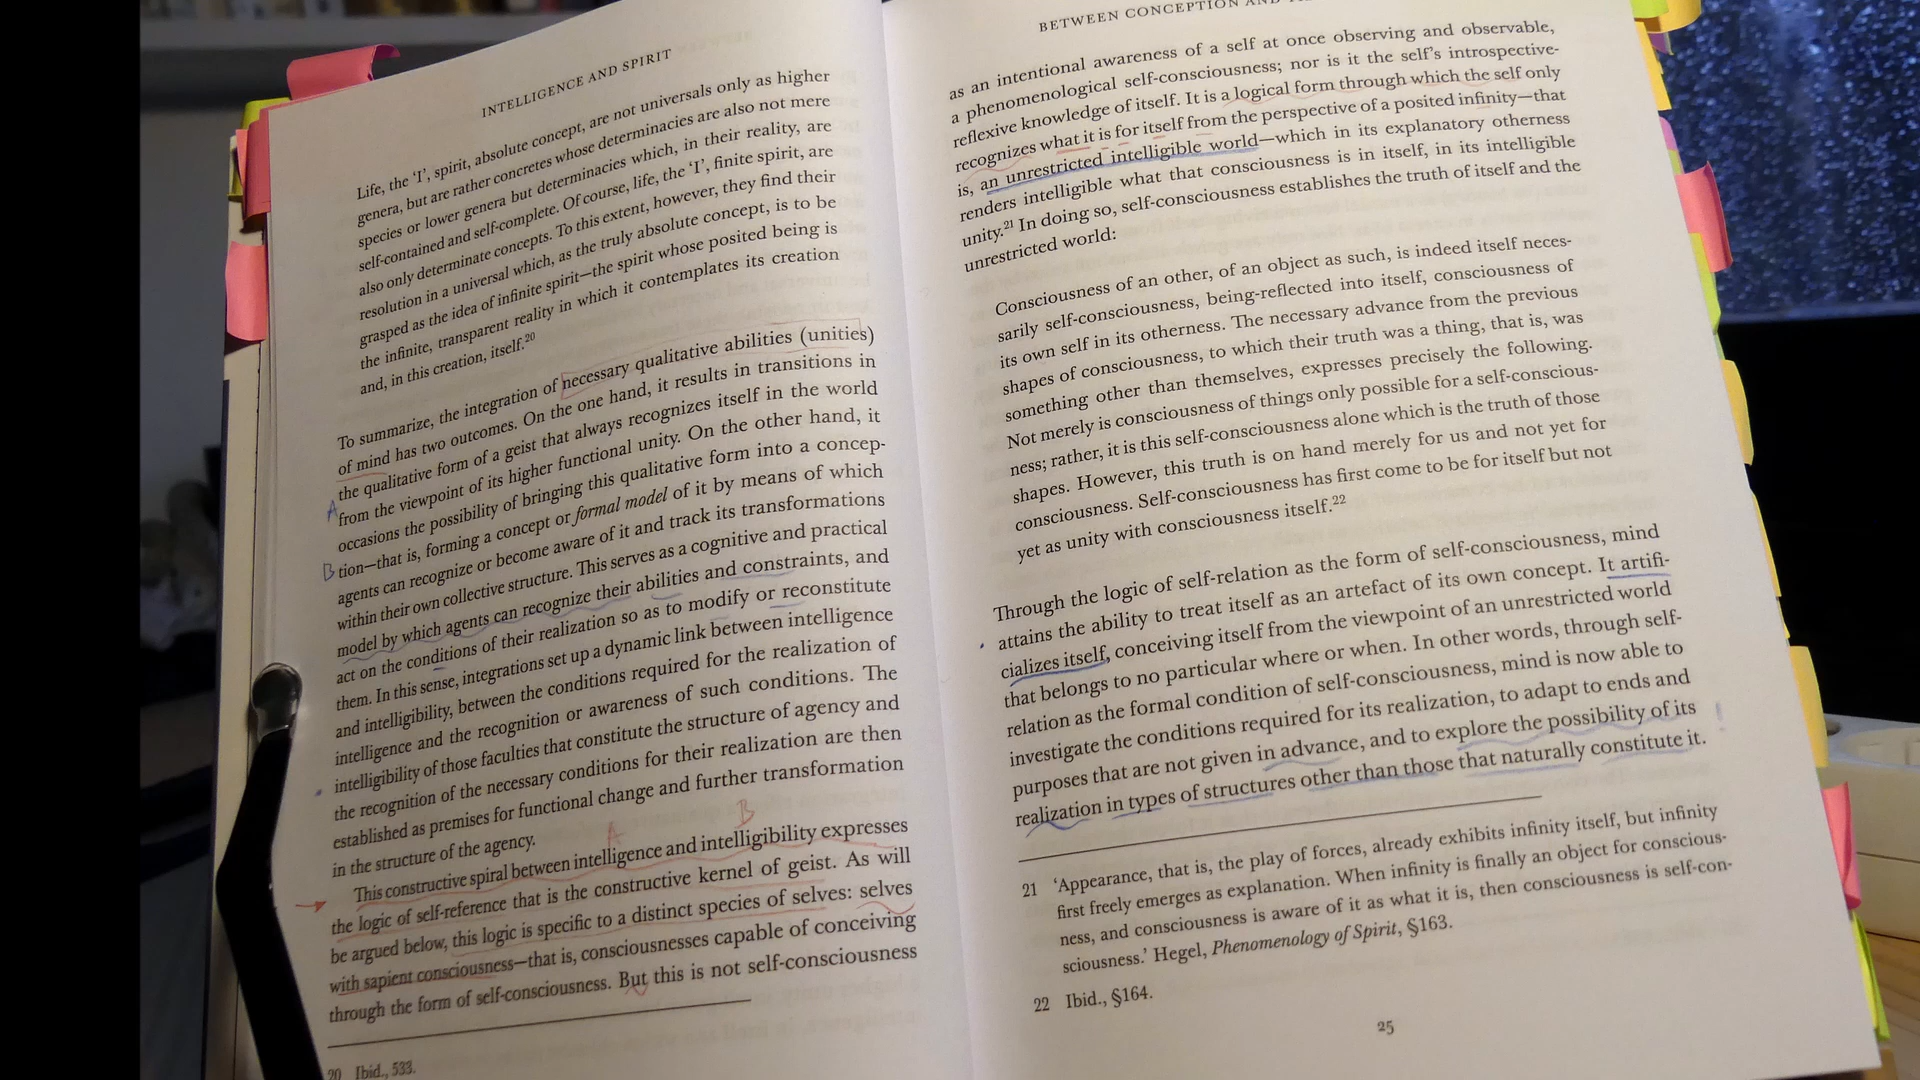 INTELLIGENCE AND SPIRIT
Life, the ‘I’, spirit, absolute concept, are not universals only as higher
genera, but are rather concretes whose determinacies are also not mere
species or lower genera but determinacies which, in their reality, are
self-contained and self-complete. Of course, life, the ‘I’, finite spirit, are
also only determinate concepts. To this extent, however, they find their
resolution in a universal which, as the truly absolute concept, is to be
grasped as the idea of infinite spirit—the spirit whose posited being is
the infinite, transparent reality in which it contemplates its creation
and, in this creation, itself.20
To summarize, the integration of necessary qualitative abilities (unities)
of mind has two outcomes. On the one hand, it results in transitions in
the qualitative form of a geist that always recognizes itself in the world
A
from the viewpoint of its higher functional unity. On the other hand, it
occasions the possibility of bringing this qualitative form into a concep-
B
tion—that is, forming a concept or formal model of it by means of which
agents can recognize or become aware of it and track its transformations
within their own collective structure. This serves as a cognitive and practical
model by which agents can recognize their abilities and constraints, and
act on the conditions of their realization so as to modify or reconstitute
them. In this sense, integrations set up a dynamic link between intelligence
and intelligibility, between the conditions required for the realization of
intelligence and the recognition or awareness of such conditions. The
intelligibility of those faculties that constitute the structure of agency and
the recognition of the necessary conditions for their realization are then
established as premises for functional change and further transformation
in the structure of the agency.
A B
This constructive spiral between intelligence and intelligibility expresses
the logic of self-reference that is the constructive kernel of geist. As will
be argued below, this logic is specific to a distinct species of selves: selves
with sapient consciousness—that is, consciousnesses capable of conceiving
through the form of self-consciousness. But this is not self-consciousness
20 Ibid., 533.
BETWEEN CONCEPTION AND
as an intentional awareness of a self at once observing and observable,
a phenomenological self-consciousness; nor is it the self’s introspective-
reflexive knowledge of itself. It is a logical form through which the self only
recognizes what it is for itself from the perspective of a posited infinity—that
is, an unrestricted intelligible world—which in its explanatory otherness
renders intelligible what that consciousness is in itself, in its intelligible
unity.21 In doing so, self-consciousness establishes the truth of itself and the
unrestricted world:
Consciousness of an other, of an object as such, is indeed itself neces-
sarily self-consciousness, being-reflected into itself, consciousness of
its own self in its otherness. The necessary advance from the previous
shapes of consciousness, to which their truth was a thing, that is, was
something other than themselves, expresses precisely the following.
Not merely is consciousness of things only possible for a self-conscious-
ness; rather, it is this self-consciousness alone which is the truth of those
shapes. However, this truth is on hand merely for us and not yet for
consciousness. Self-consciousness has first come to be for itself but not
yet as unity with consciousness itself.22
Through the logic of self-relation as the form of self-consciousness, mind
attains the ability to treat itself as an artefact of its own concept. It artifi-
cializes itself, conceiving itself from the viewpoint of an unrestricted world
that belongs to no particular where or when. In other words, through self-
relation as the formal condition of self-consciousness, mind is now able to
investigate the conditions required for its realization, to adapt to ends and
purposes that are not given in advance, and to explore the possibility of its
realization in types of structures other than those that naturally constitute it.
!
21 ‘Appearance, that is, the play of forces, already exhibits infinity itself, but infinity
first freely emerges as explanation. When infinity is finally an object for conscious-
ness, and consciousness is aware of it as what it is, then consciousness is self-con-
sciousness.’ Hegel, Phenomenology of Spirit, §163.
22 Ibid., §164.
25